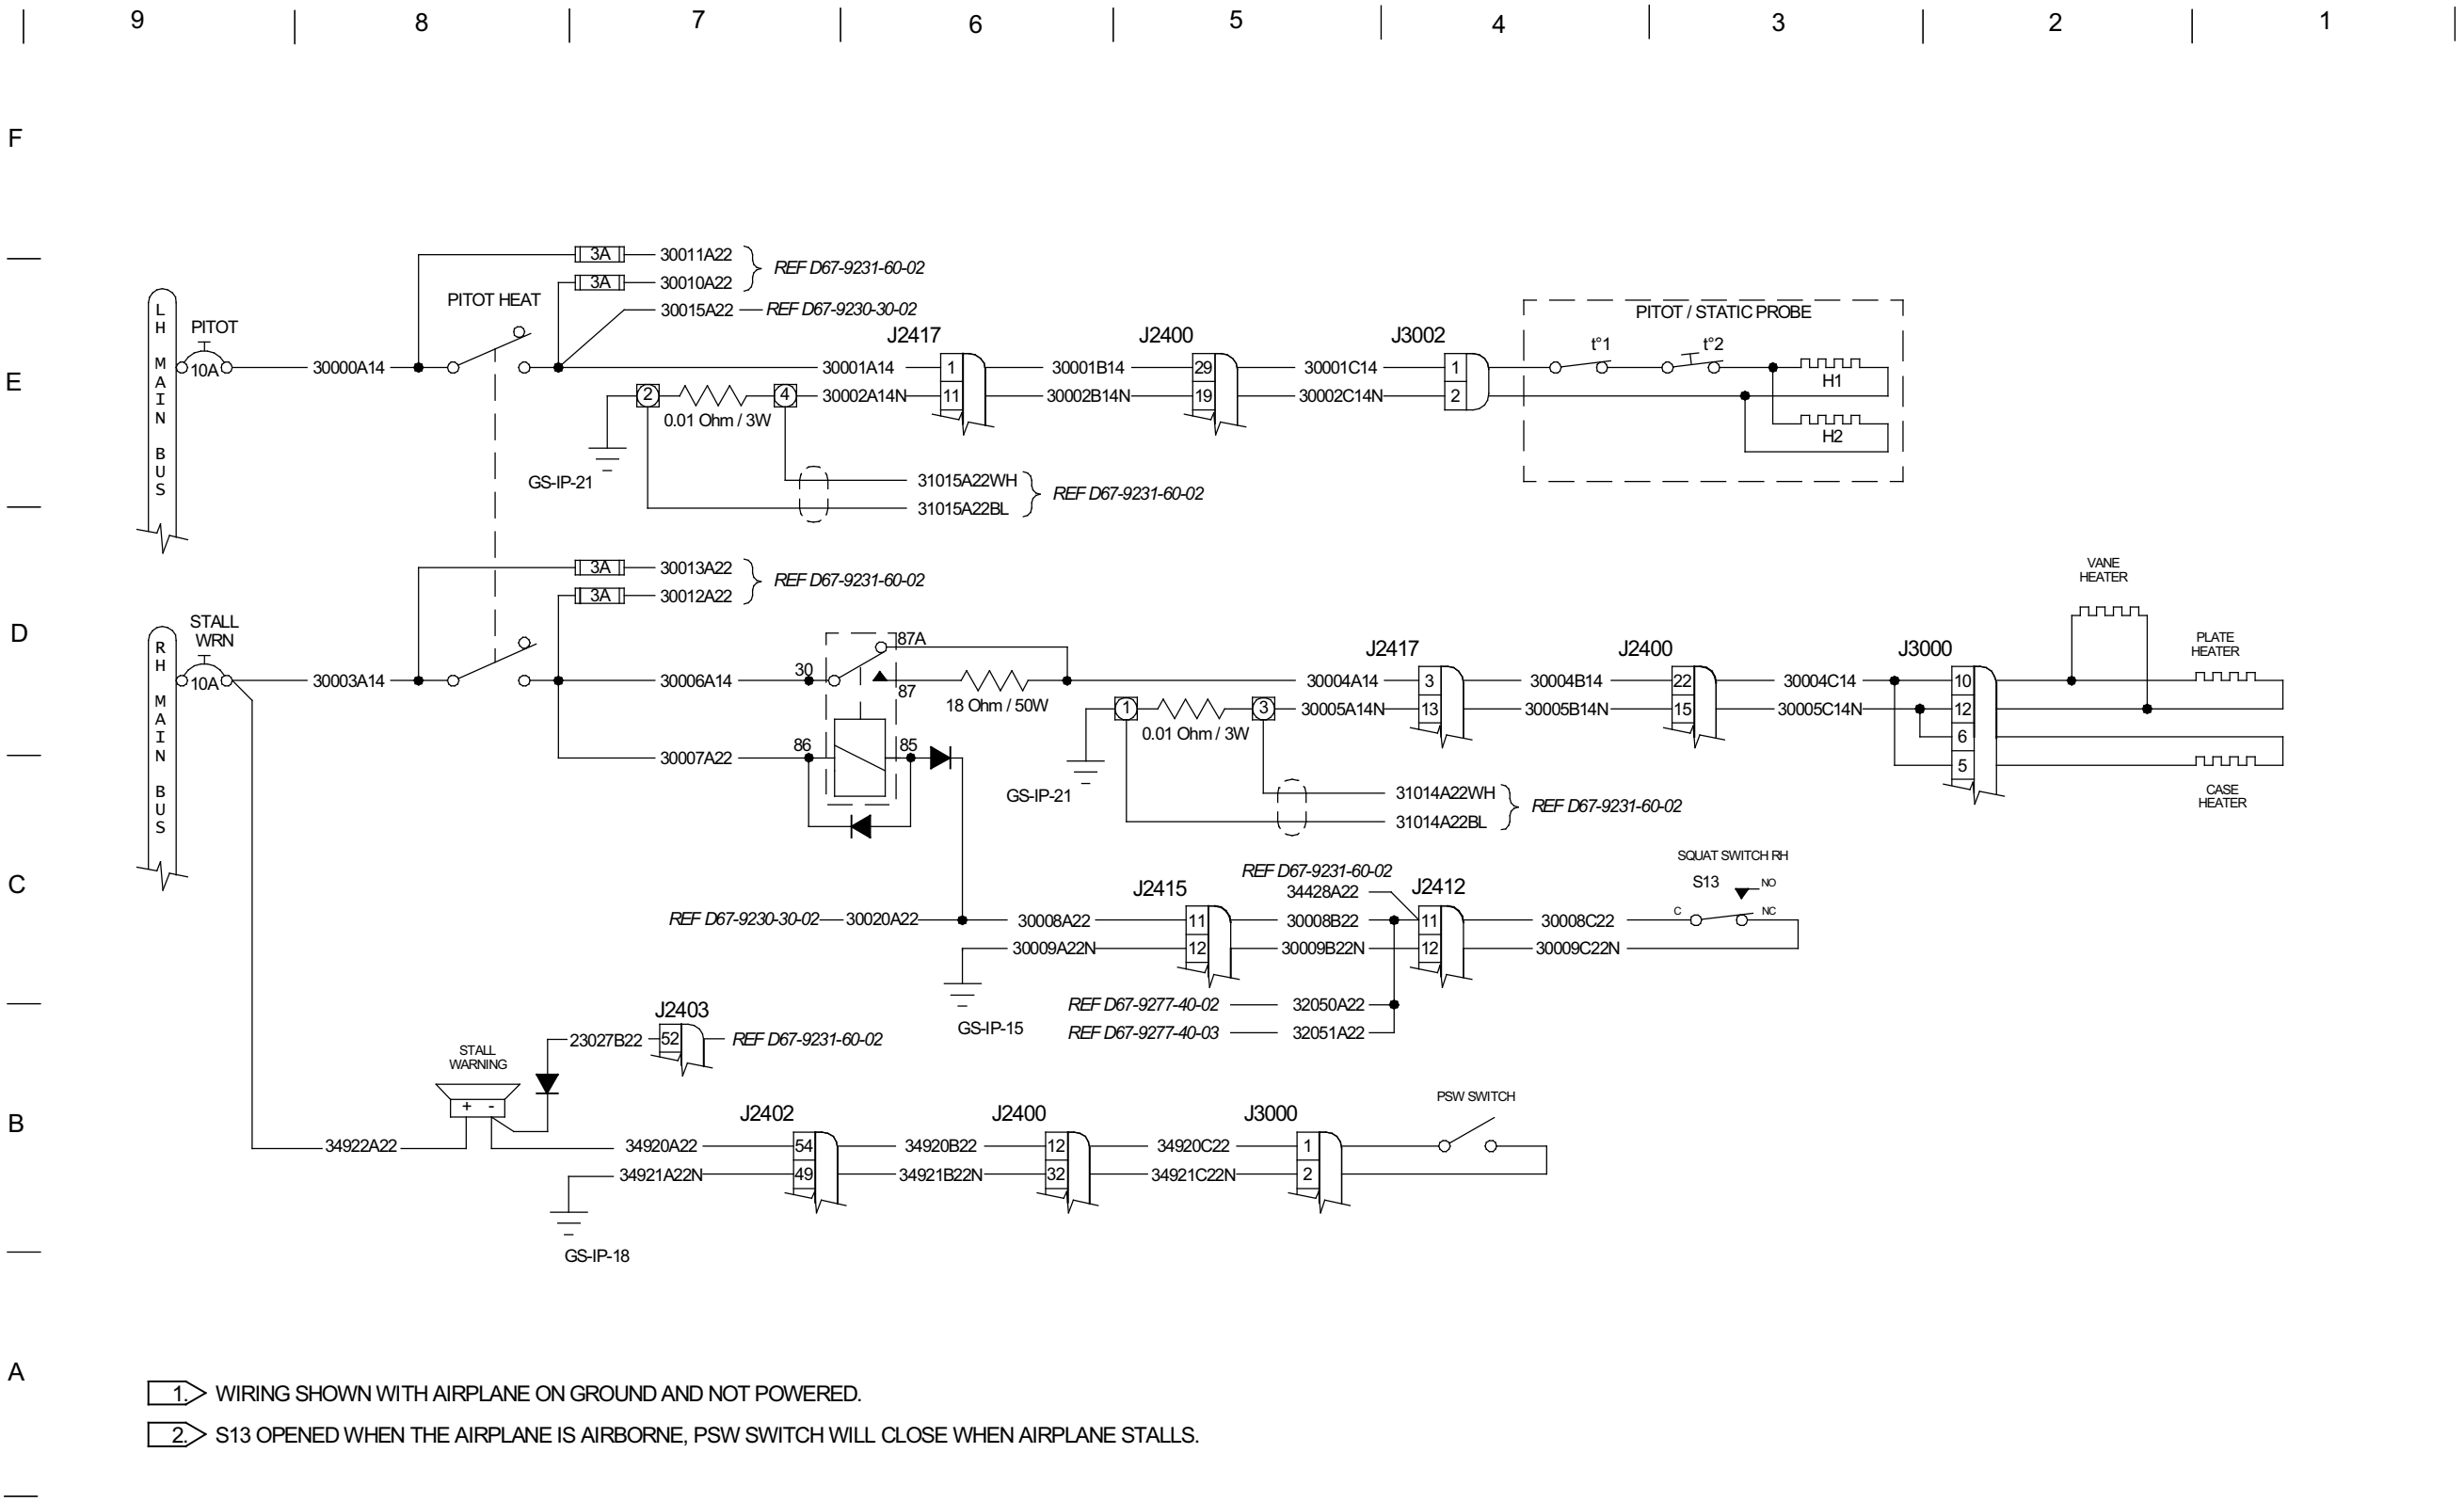 9 8 7 6 5 4 3 2 1
F
3A 30011A22
REF D67-9231-60-02
3A 30010A22
PITOT HEAT
30015A22 REF D67-9230-30-02
PITOT / STATIC PROBE
LH MAIN BUS
PITOT
J2417 J2400 J3002
t°1 t°2
E
10A 30000A14 30001A14 1 30001B14 29 30001C14 1
H1
2 4 30002A14N 11 30002B14N 19 30002C14N 2
0.01 Ohm / 3W
H2
GS-IP-21
31015A22WH
REF D67-9231-60-02
31015A22BL
3A 30013A22
REF D67-9231-60-02
3A 30012A22
VANE
HEATER
D
STALL
WRN
RH MAIN BUS
87A
J2417 J2400 J3000
PLATE
HEATER
10A 30003A14 30006A14 30 87
18 Ohm / 50W
30004A14 3 30004B14 22 30004C14 10
1 3 30005A14N 13 30005B14N 15 30005C14N 12
0.01 Ohm / 3W
6
30007A22 86 85
5
GS-IP-21
31014A22WH
REF D67-9231-60-02
31014A22BL
CASE
HEATER
C
SQUAT SWITCH RH
S13 NO
C NC
REF D67-9231-60-02
34428A22
J2415 J2412
REF D67-9230-30-02 30020A22 30008A22 11 30008B22 11 30008C22
30009A22N 12 30009B22N 12 30009C22N
GS-IP-15
REF D67-9277-40-02 32050A22
REF D67-9277-40-03 32051A22
J2403
23027B22 52 REF D67-9231-60-02
STALL
WARNING
+ -
B
J2402 J2400 J3000
PSW SWITCH
34922A22 34920A22 54 34920B22 12 34920C22 1
34921A22N 49 34921B22N 32 34921C22N 2
GS-IP-18
A
1. WIRING SHOWN WITH AIRPLANE ON GROUND AND NOT POWERED.
2. S13 OPENED WHEN THE AIRPLANE IS AIRBORNE, PSW SWITCH WILL CLOSE WHEN AIRPLANE STALLS.